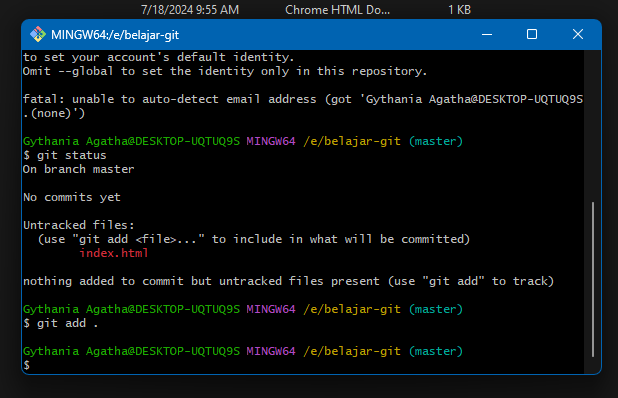 7/18/2024 9:55 AM Chrome HTML Do... 1 KB
MINGW64:/e/belajar-git
to set your account's default identity.
Omit --global to set the identity only in this repository.
fatal: unable to auto-detect email address (got 'Gythania Agatha@DESKTOP-UQTUQ9S
.(none)')
Gythania Agatha@DESKTOP-UQTUQ9S MINGW64 /e/belajar-git (master)
$ git status
On branch master
No commits yet
Untracked files:
(use "git add <file>..." to include in what will be committed)
index.html
nothing added to commit but untracked files present (use "git add" to track)
Gythania Agatha@DESKTOP-UQTUQ9S MINGW64 /e/belajar-git (master)
$ git add .
Gythania Agatha@DESKTOP-UQTUQ9S MINGW64 /e/belajar-git (master)
$